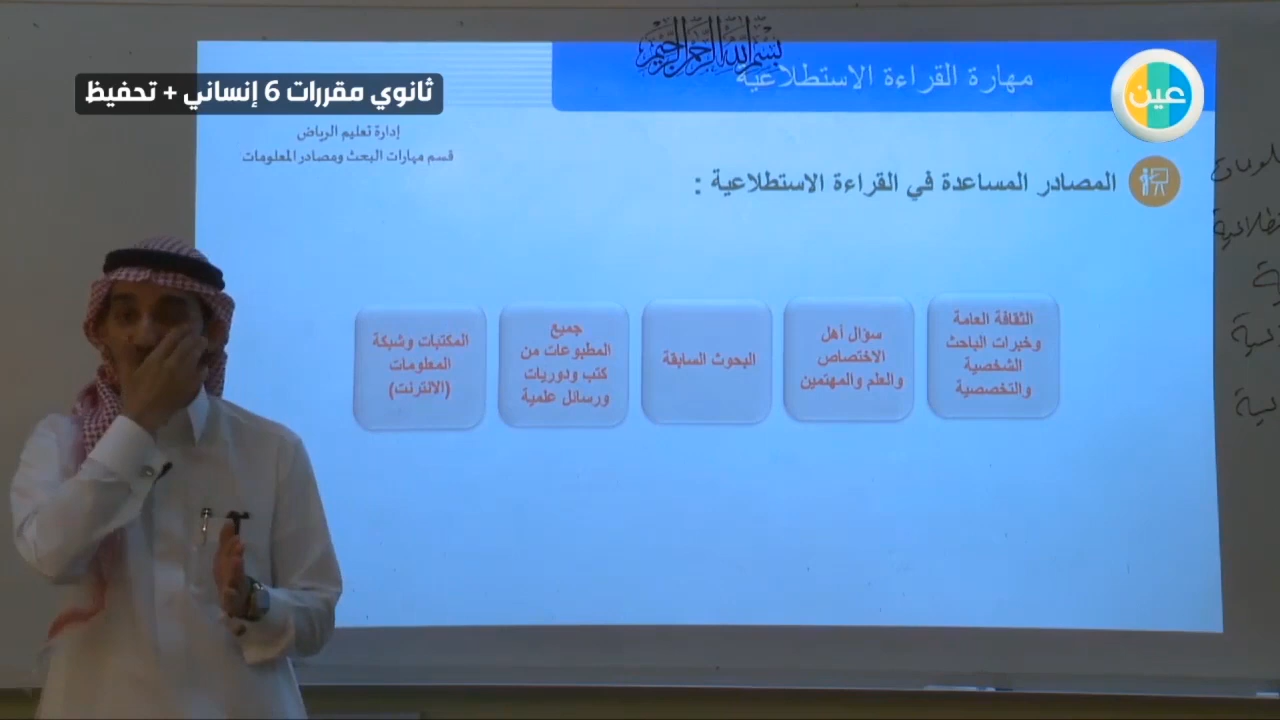 بسم الله الرحمن الرحيم
مهارة القراءة الاستطلاعية
عين
ثانوي مقررات 6 إنساني + تحفيظ
إدارة تعليم الرياض
قسم مهارات البحث ومصادر المعلومات
المصادر المساعدة في القراءة الاستطلاعية :
الثقافة العامة
وخبرات الباحث
الشخصية
والتخصصية
سؤال أهل
الاختصاص
والعلم والمهتمين
البحوث السابقة
جميع
المطبوعات من
كتب ودوريات
ورسائل علمية
المكتبات وشبكة
المعلومات
(الانترنت)